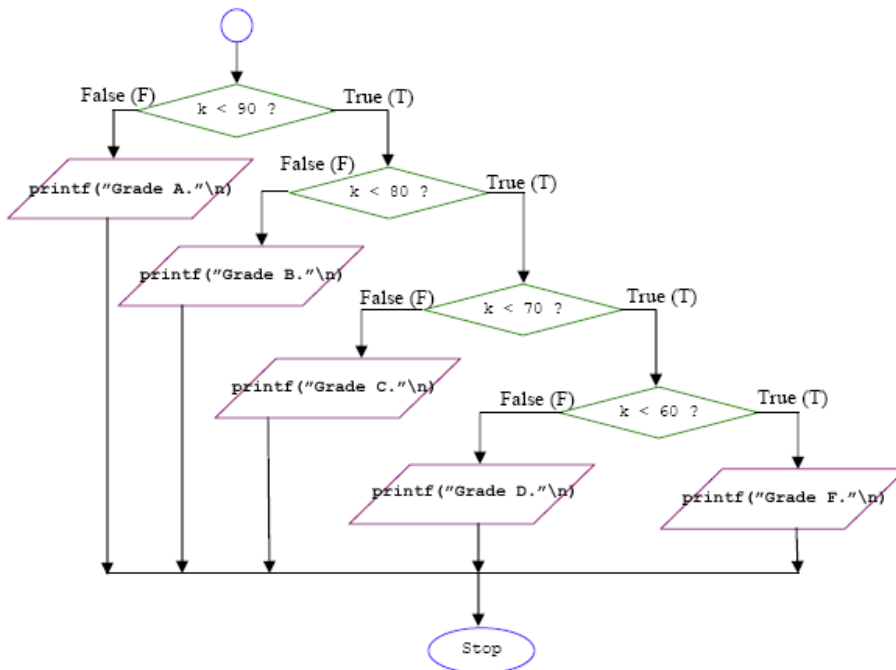 False (F)
k < 90 ?
True (T)
printf("Grade A."\n)
False (F)
k < 80 ?
True (T)
printf("Grade B."\n)
False (F)
k < 70 ?
True (T)
printf("Grade C."\n)
False (F)
k < 60 ?
True (T)
printf("Grade D."\n)
printf("Grade F."\n)
Stop